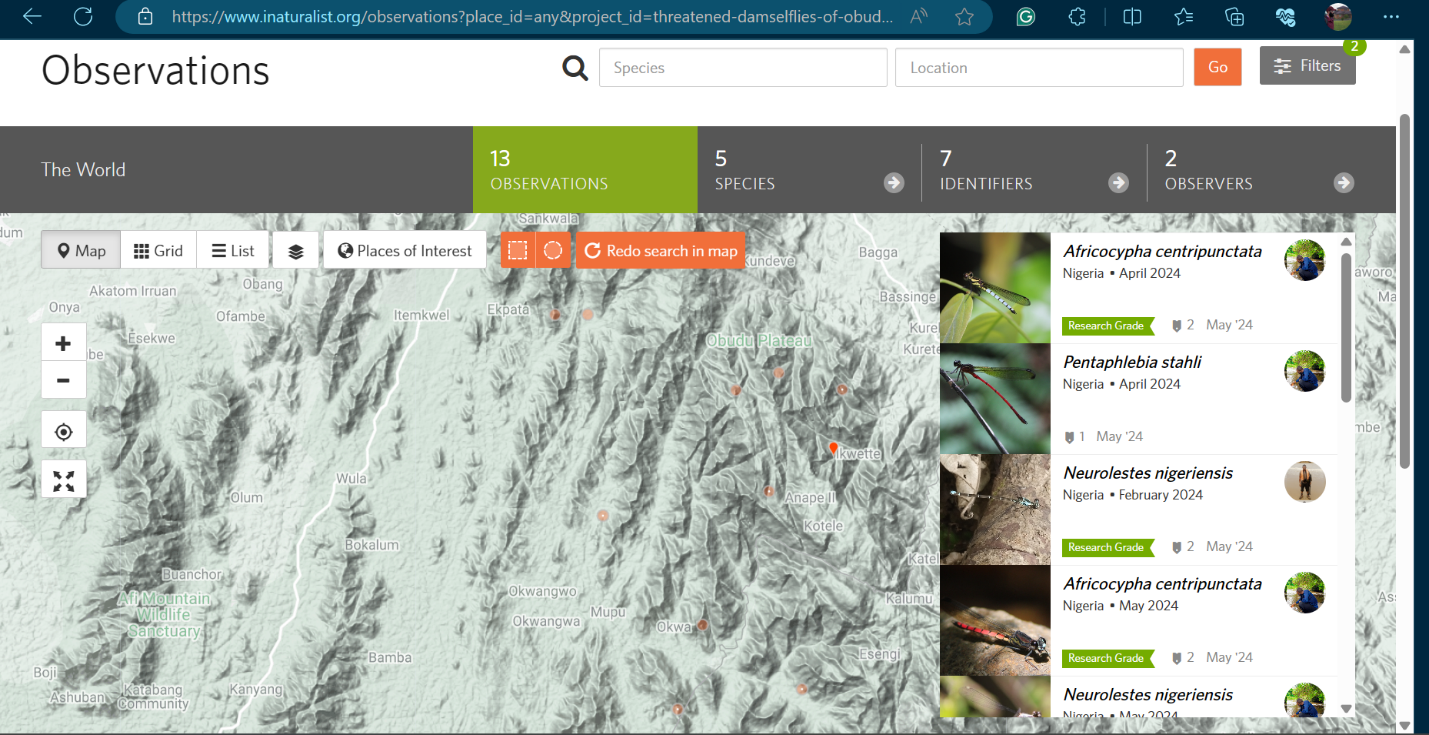 https://www.inaturalist.org/observations?place_id=any&project_id=threatened-damselflies-of-obud...
Observations
Species
Location
Go
Filters
2
The World
13
OBSERVATIONS
5
SPECIES
7
IDENTIFIERS
2
OBSERVERS
Map
Grid
List
Places of Interest
Redo search in map
Sankwala
Kundeve
Bagga
Akatom Irruan
Obang
Onya
Ofambe
Itemkwel
Ekpata
Bassinge
Esekwe
Obudu Plateau
Ikwette
Wula
Olum
Anape II
Kotele
Bokalum
Buanchor
Afi Mountain
Wildlife
Sanctuary
Okwangwo
Mupu
Okwangwa
Okwa
Kalumu
Esengi
Bamba
Boji
Katabang
Community
Ashuban
Kanyang
Africocypha centripunctata
Nigeria • April 2024
Research Grade 2 May '24
Pentaphlebia stahli
Nigeria • April 2024
1 May '24
Neurolestes nigeriensis
Nigeria • February 2024
Research Grade 2 May '24
Africocypha centripunctata
Nigeria • May 2024
Research Grade 2 May '24
Neurolestes nigeriensis
Nigeria • May 2024